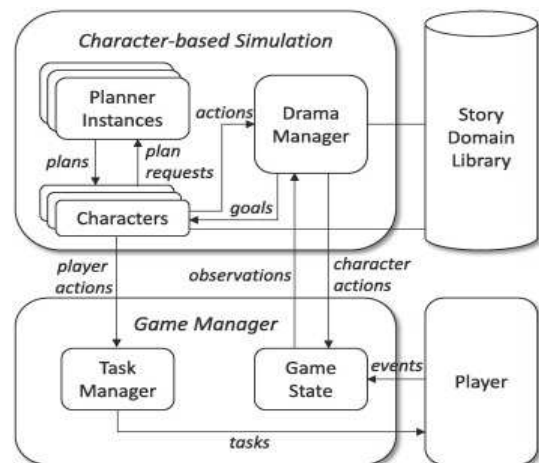 Character-based Simulation
Planner
Instances
actions
Drama
Manager
Story
Domain
Library
plans
plan
requests
Characters
goals
player
actions
observations
character
actions
Game Manager
Task
Manager
Game
State
events
Player
tasks